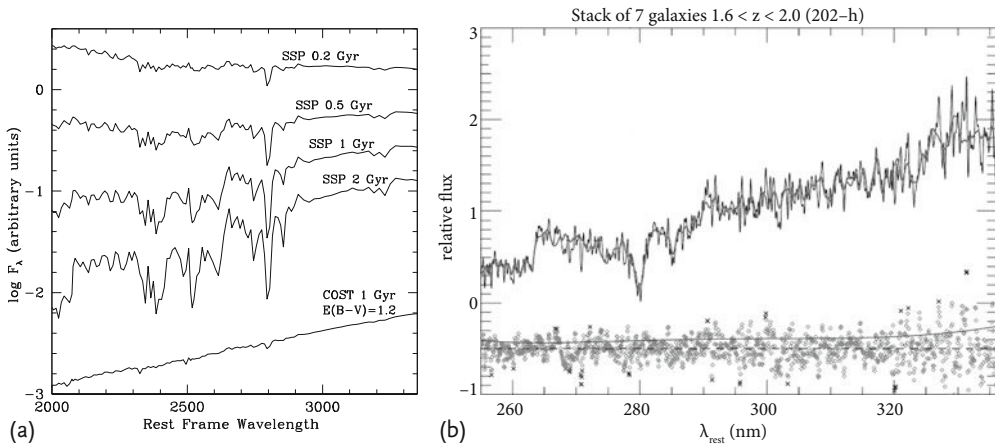 Stack of 7 galaxies 1.6 < z < 2.0 (202–h)
SSP 0.2 Gyr
SSP 0.5 Gyr
SSP 1 Gyr
SSP 2 Gyr
COST 1 Gyr
E(B−V)=1.2
log F_λ (arbitrary units)
0
−1
−2
−3
2000
2500
3000
Rest Frame Wavelength
(a)
relative flux
3
2
1
0
−1
260
280
300
320
λrest (nm)
(b)